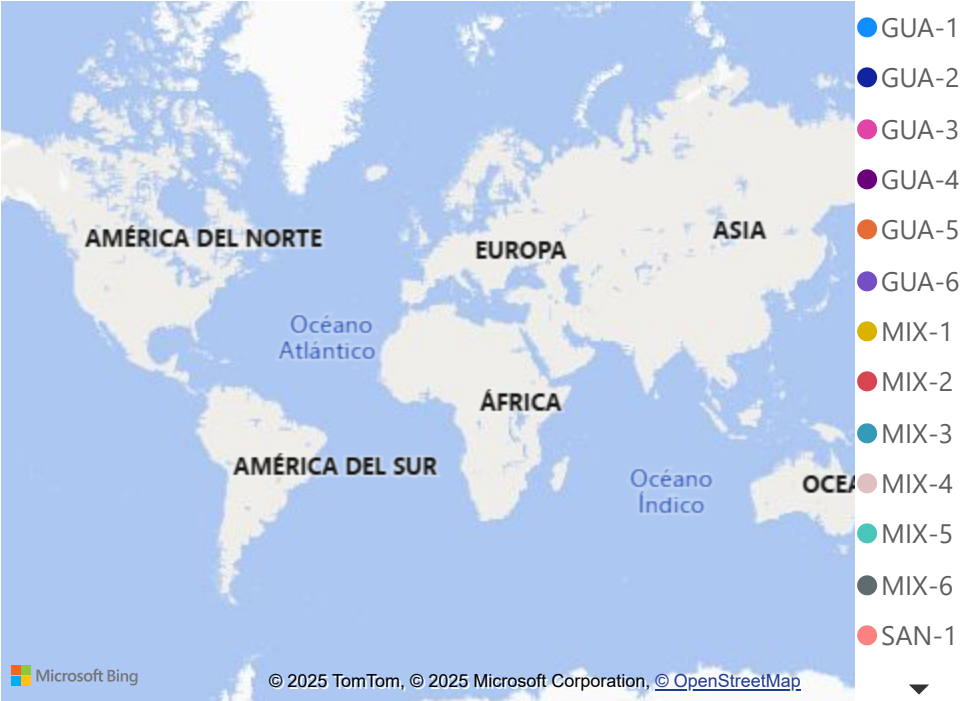 AMÉRICA DEL NORTE
EUROPA
ASIA
Océano
Atlántico
ÁFRICA
AMÉRICA DEL SUR
Océano
Índico
OCEA
Microsoft Bing
© 2025 TomTom, © 2025 Microsoft Corporation, © OpenStreetMap
GUA-1
GUA-2
GUA-3
GUA-4
GUA-5
GUA-6
MIX-1
MIX-2
MIX-3
MIX-4
MIX-5
MIX-6
SAN-1